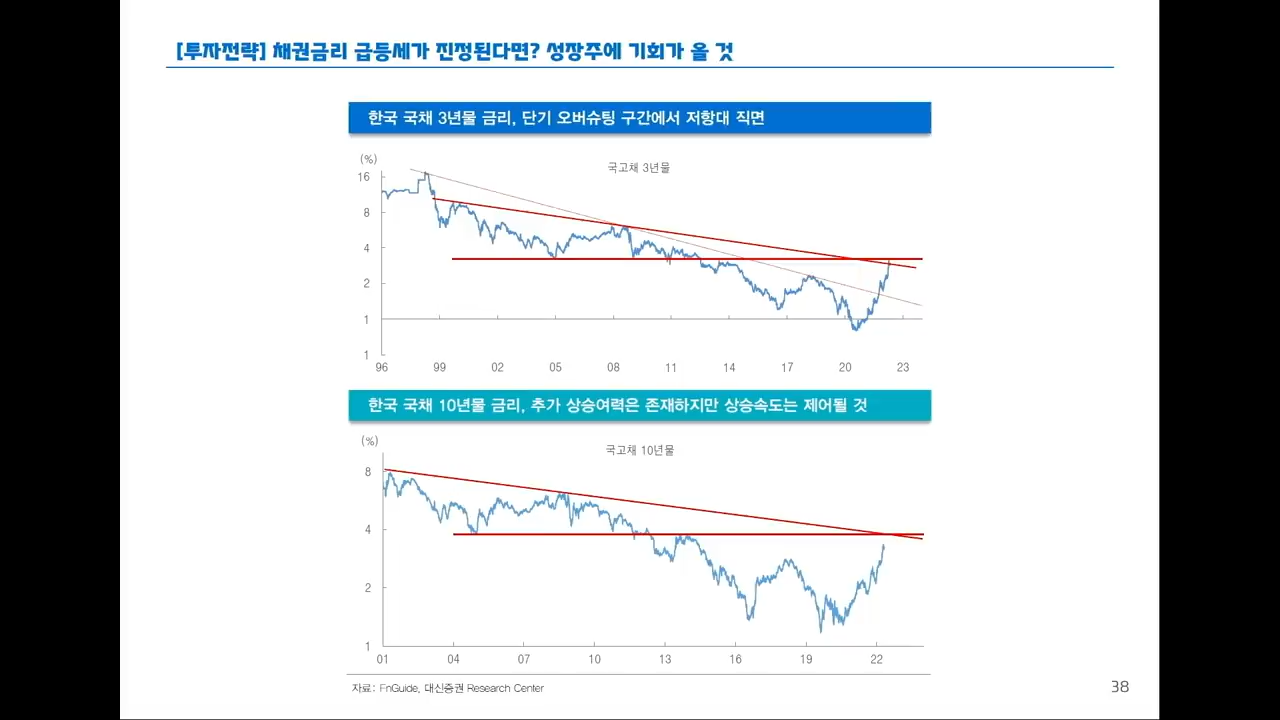 [투자전략] 채권금리 급등세가 진정된다면? 성장주에 기회가 올 것
한국 국채 3년물 금리, 단기 오버슈팅 구간에서 저항대 직면
(%)
국고채 3년물
16
8
4
2
1
1
96 99 02 05 08 11 14 17 20 23
한국 국채 10년물 금리, 추가 상승여력은 존재하지만 상승속도는 제어될 것
(%)
국고채 10년물
8
4
2
1
01 04 07 10 13 16 19 22
자료: FnGuide, 대신증권 Research Center
38